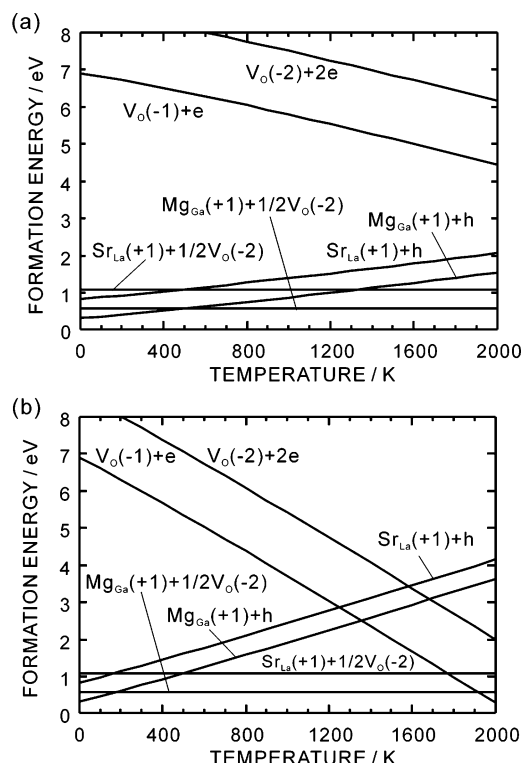 (a)
8
V_O(-2)+2e
7
V_O(-1)+e
6
5
4
Mg_Ga(+1)+1/2V_O(-2)
Mg_Ga(+1)+h
3
Sr_La(+1)+1/2V_O(-2)
Sr_La(+1)+h
2
1
0
FORMATION ENERGY / eV
0 400 800 1200 1600 2000
TEMPERATURE / K
(b)
8
V_O(-1)+e
V_O(-2)+2e
7
6
5
Sr_La(+1)+h
4
Mg_Ga(+1)+1/2V_O(-2)
3
Mg_Ga(+1)+h
2
Sr_La(+1)+1/2V_O(-2)
1
0
FORMATION ENERGY / eV
0 400 800 1200 1600 2000
TEMPERATURE / K